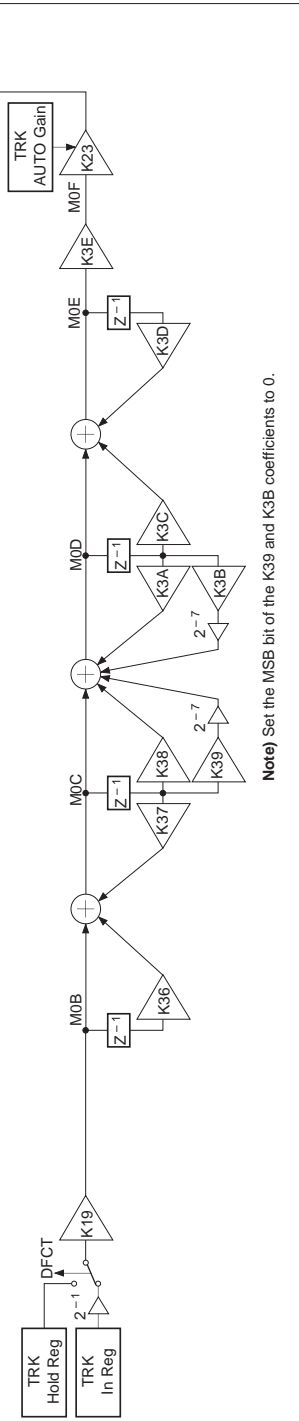 TRK
Hold Reg
TRK
In Reg
2⁻¹
DFCT
K19
M0B
Z⁻¹
K36
M0C
Z⁻¹
K37
K38
K39
2⁻⁷
M0D
Z⁻¹
K3A
K3B
2⁻⁷
K3C
M0E
Z⁻¹
K3D
K3E
M0F
K23
TRK
AUTO Gain
Note) Set the MSB bit of the K39 and K3B coefficients to 0.